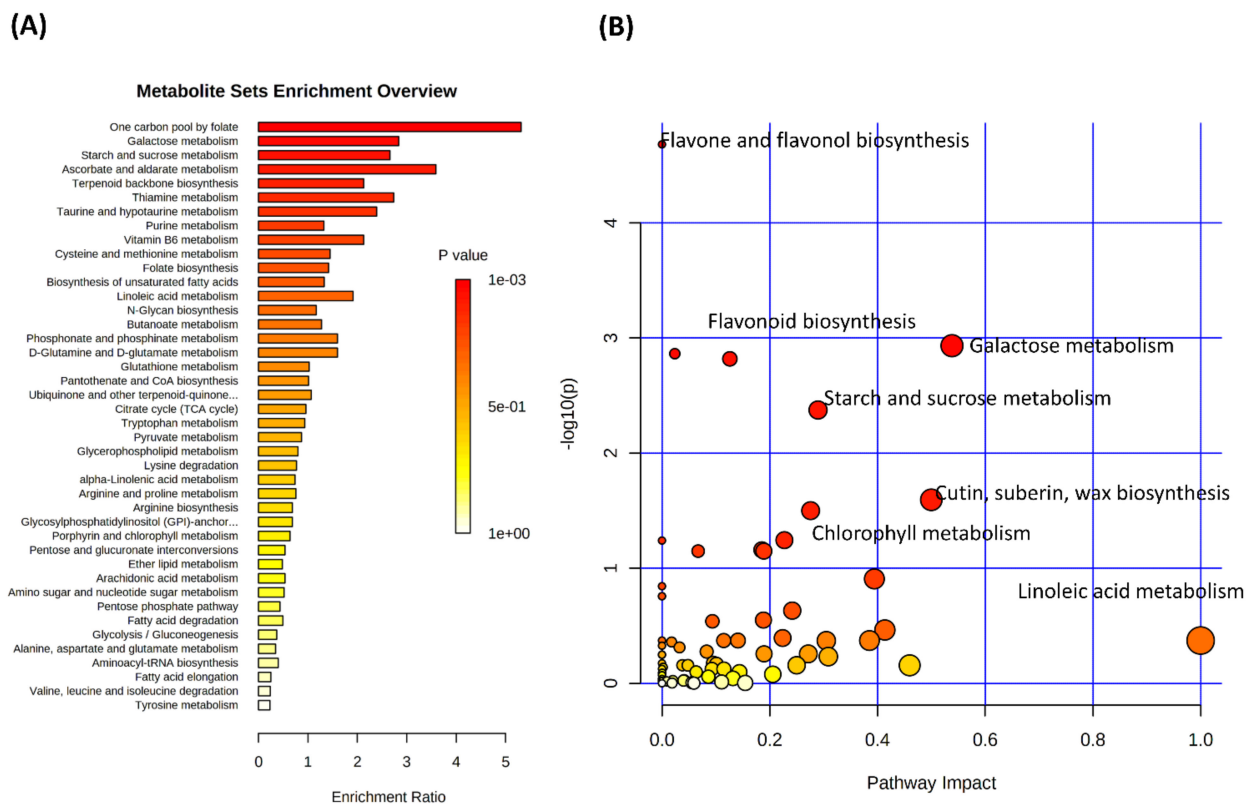 (A)
(B)
Metabolite Sets Enrichment Overview
One carbon pool by folate
Galactose metabolism
Starch and sucrose metabolism
Ascorbate and aldarate metabolism
Terpenoid backbone biosynthesis
Thiamine metabolism
Taurine and hypotaurine metabolism
Purine metabolism
Vitamin B6 metabolism
Cysteine and methionine metabolism
Folate biosynthesis
Biosynthesis of unsaturated fatty acids
Linoleic acid metabolism
N-Glycan biosynthesis
Butanoate metabolism
Phosphonate and phosphinate metabolism
D-Glutamine and D-glutamate metabolism
Glutathione metabolism
Pantothenate and CoA biosynthesis
Ubiquinone and other terpenoid-quinone...
Citrate cycle (TCA cycle)
Tryptophan metabolism
Pyruvate metabolism
Glycerophospholipid metabolism
Lysine degradation
alpha-Linolenic acid metabolism
Arginine and proline metabolism
Arginine biosynthesis
Glycosylphosphatidylinositol (GPI)-anchor...
Porphyrin and chlorophyll metabolism
Pentose and glucuronate interconversions
Ether lipid metabolism
Arachidonic acid metabolism
Amino sugar and nucleotide sugar metabolism
Pentose phosphate pathway
Fatty acid degradation
Glycolysis / Gluconeogenesis
Alanine, aspartate and glutamate metabolism
Aminoacyl-tRNA biosynthesis
Fatty acid elongation
Valine, leucine and isoleucine degradation
Tyrosine metabolism
0 1 2 3 4 5
Enrichment Ratio
P value
1e-03
5e-01
1e+00
Flavone and flavonol biosynthesis
Flavonoid biosynthesis
Galactose metabolism
Starch and sucrose metabolism
Cutin, suberin, wax biosynthesis
Chlorophyll metabolism
Linoleic acid metabolism
-log10(p)
4
3
2
1
0
0.0 0.2 0.4 0.6 0.8 1.0
Pathway Impact